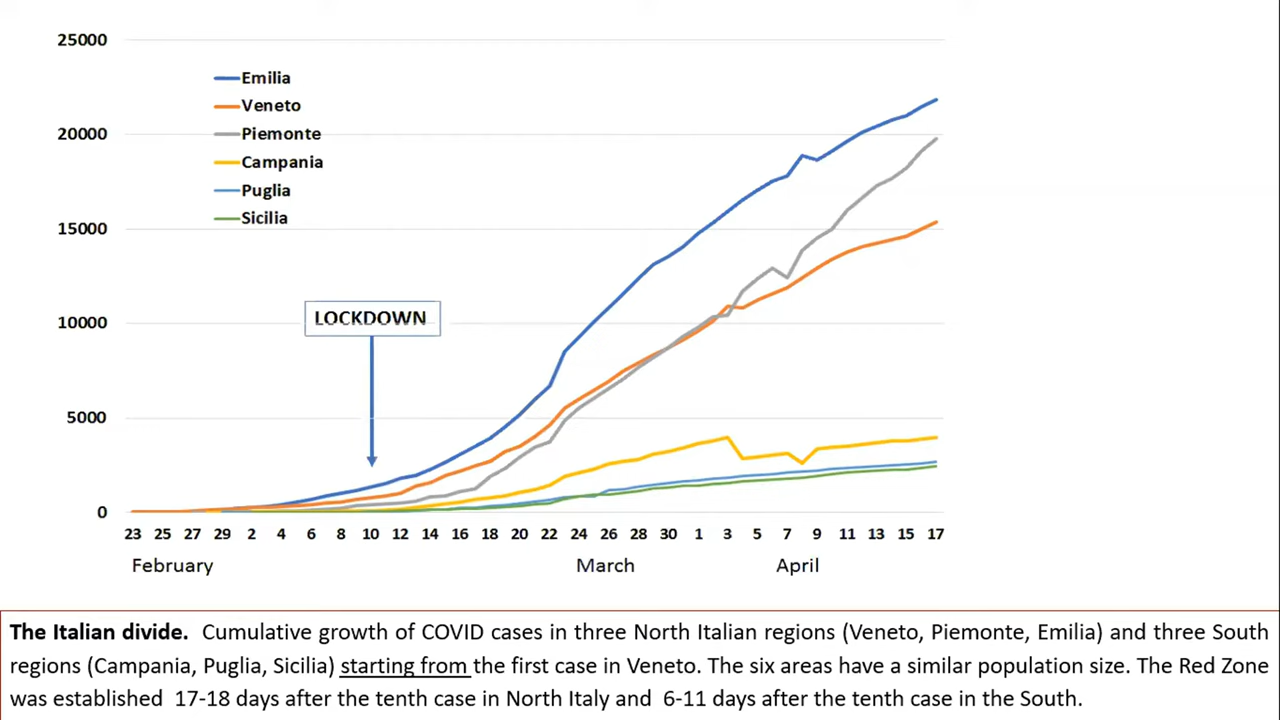 25000
20000
15000
10000
5000
0
Emilia
Veneto
Piemonte
Campania
Puglia
Sicilia
LOCKDOWN
23 25 27 29 2 4 6 8 10 12 14 16 18 20 22 24 26 28 30 1 3 5 7 9 11 13 15 17
February March April
The Italian divide. Cumulative growth of COVID cases in three North Italian regions (Veneto, Piemonte, Emilia) and three South
regions (Campania, Puglia, Sicilia) starting from the first case in Veneto. The six areas have a similar population size. The Red Zone
was established 17-18 days after the tenth case in North Italy and 6-11 days after the tenth case in the South.